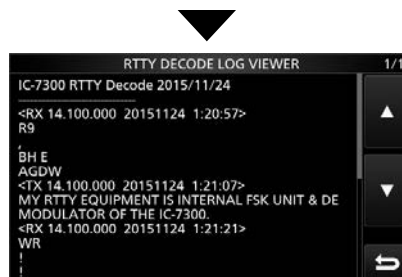 RTTY DECODE LOG VIEWER 1/1
IC-7300 RTTY Decode 2015/11/24
--------------------
<RX 14.100.000 20151124 1:20:57>
R9
,
BH E
AGDW
<TX 14.100.000 20151124 1:21:07>
MY RTTY EQUIPMENT IS INTERNAL FSK UNIT & DE
MODULATOR OF THE IC-7300.
<RX 14.100.000 20151124 1:21:21>
WR
!
!